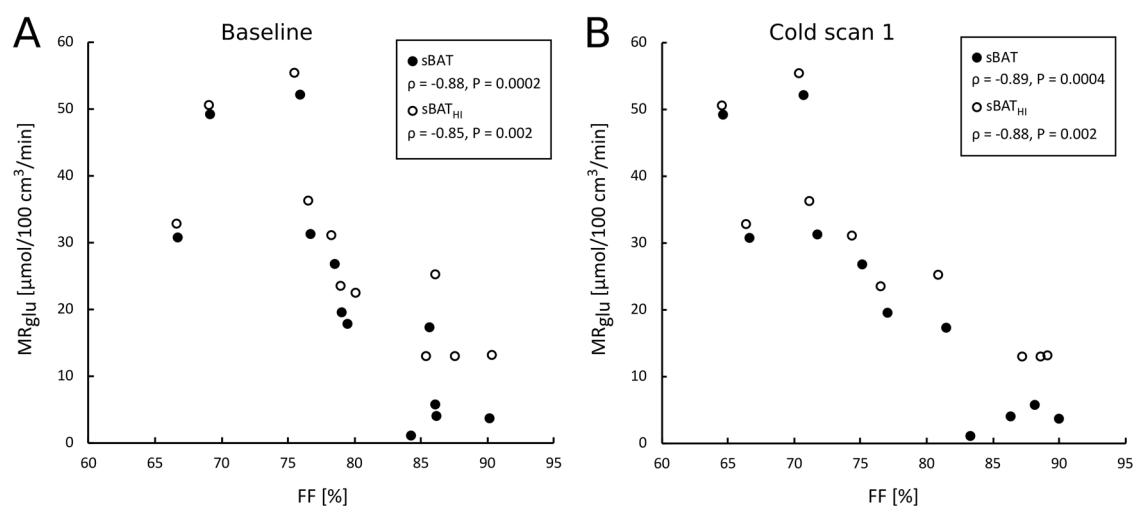 A
Baseline
60
50
40
30
20
10
0
MRglu [µmol/100 cm³/min]
sBAT
ρ = -0.88, P = 0.0002
sBATHI
ρ = -0.85, P = 0.002
60 65 70 75 80 85 90 95
FF [%]
B
Cold scan 1
60
50
40
30
20
10
0
MRglu [µmol/100 cm³/min]
sBAT
ρ = -0.89, P = 0.0004
sBATHI
ρ = -0.88, P = 0.002
60 65 70 75 80 85 90 95
FF [%]